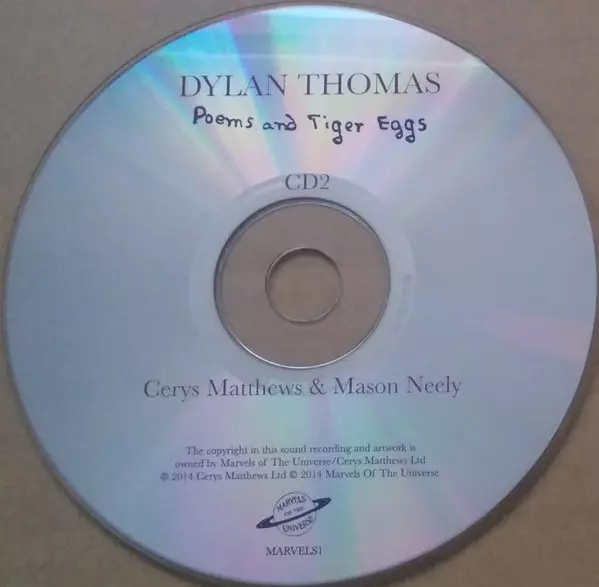 DYLAN THOMAS
Poems and Tiger Eggs
CD2
Cerys Matthews & Mason Neely
The copyright in this sound recording and artwork is
owned by Marvels of The Universe/Cerys Matthews Ltd
℗ 2014 Cerys Matthews Ltd © 2014 Marvels Of The Universe
MARVELS
OF THE
UNIVERSE
MARVELS1